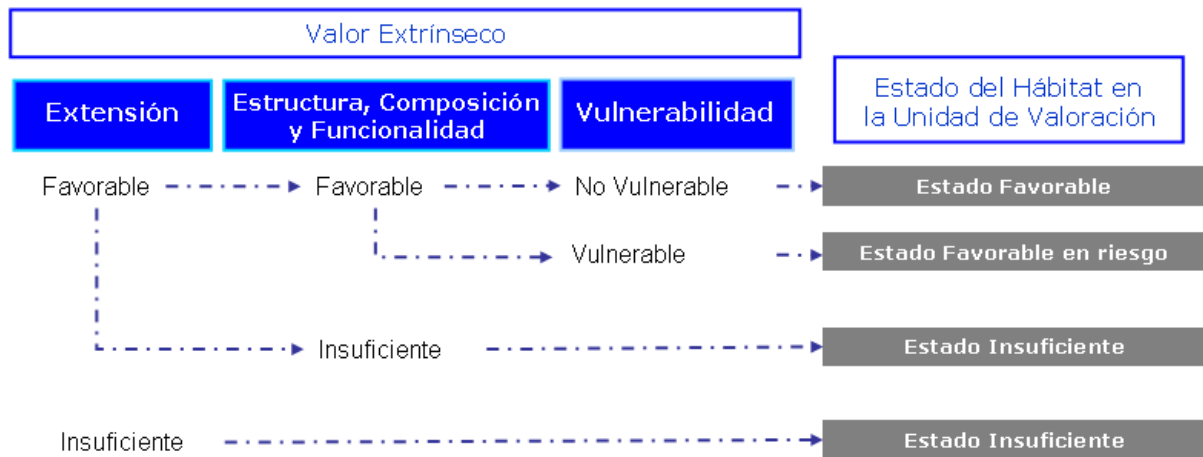 Valor Extrínseco
Extensión
Estructura, Composición
y Funcionalidad
Vulnerabilidad
Estado del Hábitat en
la Unidad de Valoración
Favorable
Favorable
No Vulnerable
Estado Favorable
Vulnerable
Estado Favorable en riesgo
Insuficiente
Estado Insuficiente
Insuficiente
Estado Insuficiente